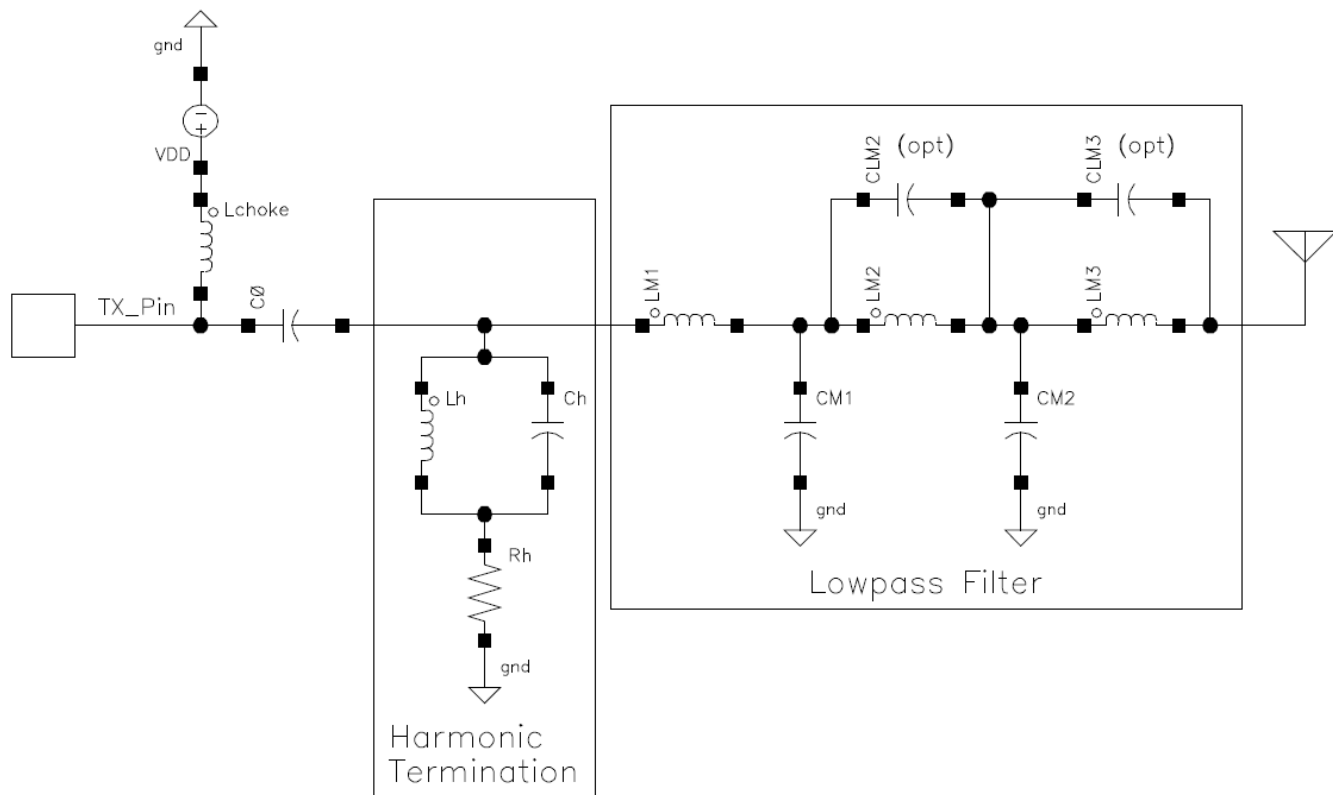 gnd
VDD
Lchoke
TX_Pin
CØ
Lh
Ch
Rh
gnd
Harmonic
Termination
CLM2 (opt)
CLM3 (opt)
LM1
LM2
LM3
CM1
CM2
gnd
gnd
Lowpass Filter